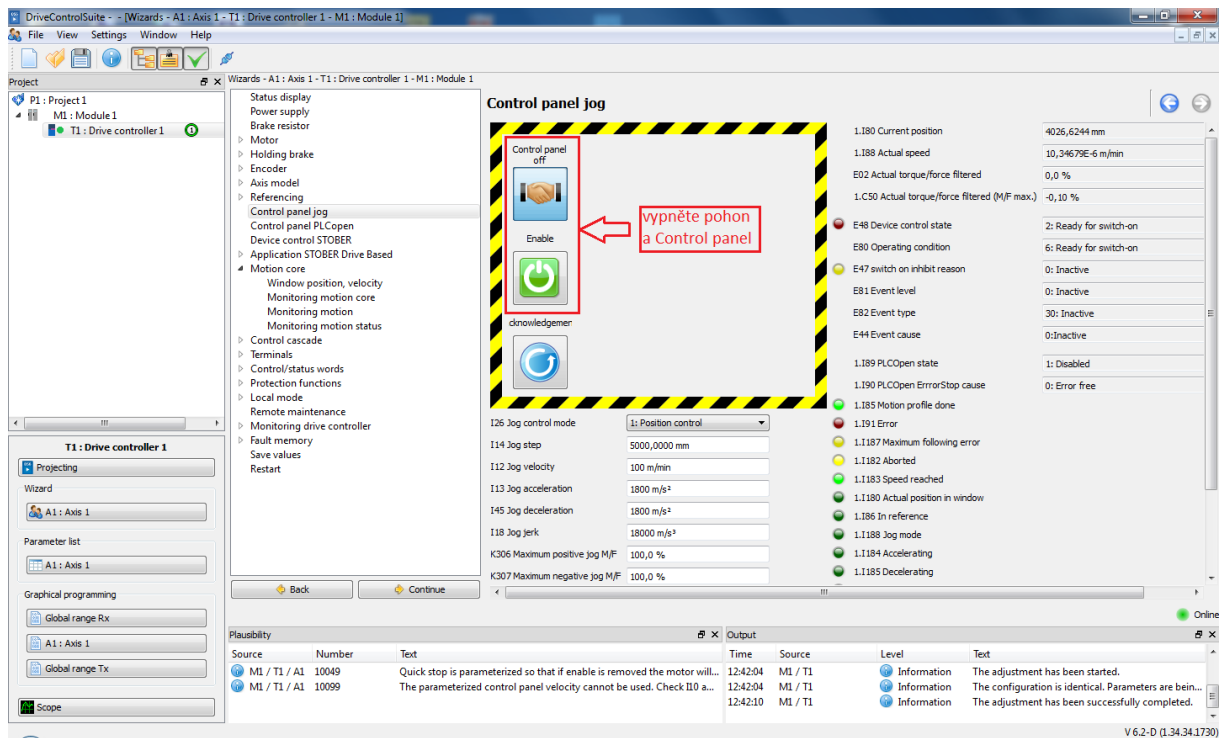 DriveControlSuite - - [Wizards - A1 : Axis 1 - T1 : Drive controller 1 - M1 : Module 1]
File View Settings Window Help
Project
P1 : Project 1
M1 : Module 1
T1 : Drive controller 1
T1 : Drive controller 1
Projecting
Wizard
A1 : Axis 1
Parameter list
A1 : Axis 1
Graphical programming
Global range Rx
A1 : Axis 1
Global range Tx
Scope
Wizards - A1 : Axis 1 - T1 : Drive controller 1 - M1 : Module 1
Status display
Power supply
Brake resistor
Motor
Holding brake
Encoder
Axis model
Referencing
Control panel jog
Control panel PLCopen
Device control STOBER
Application STOBER Drive Based
Motion core
Window position, velocity
Monitoring motion core
Monitoring motion
Monitoring motion status
Control cascade
Terminals
Control/status words
Protection functions
Local mode
Remote maintenance
Monitoring drive controller
Fault memory
Save values
Restart
Back
Continue
Control panel jog
Control panel
off
Enable
cknowledgemer
vypněte pohon
a Control panel
I26 Jog control mode 1: Position control
I14 Jog step 5000,0000 mm
I12 Jog velocity 100 m/min
I13 Jog acceleration 1800 m/s²
I45 Jog deceleration 1800 m/s²
I18 Jog jerk 18000 m/s³
K306 Maximum positive jog M/F 100,0 %
K307 Maximum negative jog M/F 100,0 %
1.I80 Current position 4026,6244 mm
1.I88 Actual speed 10,34679E-6 m/min
E02 Actual torque/force filtered 0,0 %
1.C50 Actual torque/force filtered (M/F max.) -0,10 %
E48 Device control state 2: Ready for switch-on
E80 Operating condition 6: Ready for switch-on
E47 switch on inhibit reason 0: Inactive
E81 Event level 0: Inactive
E82 Event type 30: Inactive
E44 Event cause 0:Inactive
1.I89 PLCOpen state 1: Disabled
1.I90 PLCOpen ErrrorStop cause 0: Error free
1.I85 Motion profile done
1.I91 Error
1.I187 Maximum following error
1.I182 Aborted
1.I183 Speed reached
1.I180 Actual position in window
1.I86 In reference
1.I188 Jog mode
1.I184 Accelerating
1.I185 Decelerating
Online
Plausibility
Source Number Text
M1 / T1 / A1 10049 Quick stop is parameterized so that if enable is removed the motor will...
M1 / T1 / A1 10099 The parameterized control panel velocity cannot be used. Check I10 a...
Output
Time Source Level Text
12:42:04 M1 / T1 Information The adjustment has been started.
12:42:04 M1 / T1 Information The configuration is identical. Parameters are bein...
12:42:10 M1 / T1 Information The adjustment has been successfully completed.
V 6.2-D (1.34.34.1730)